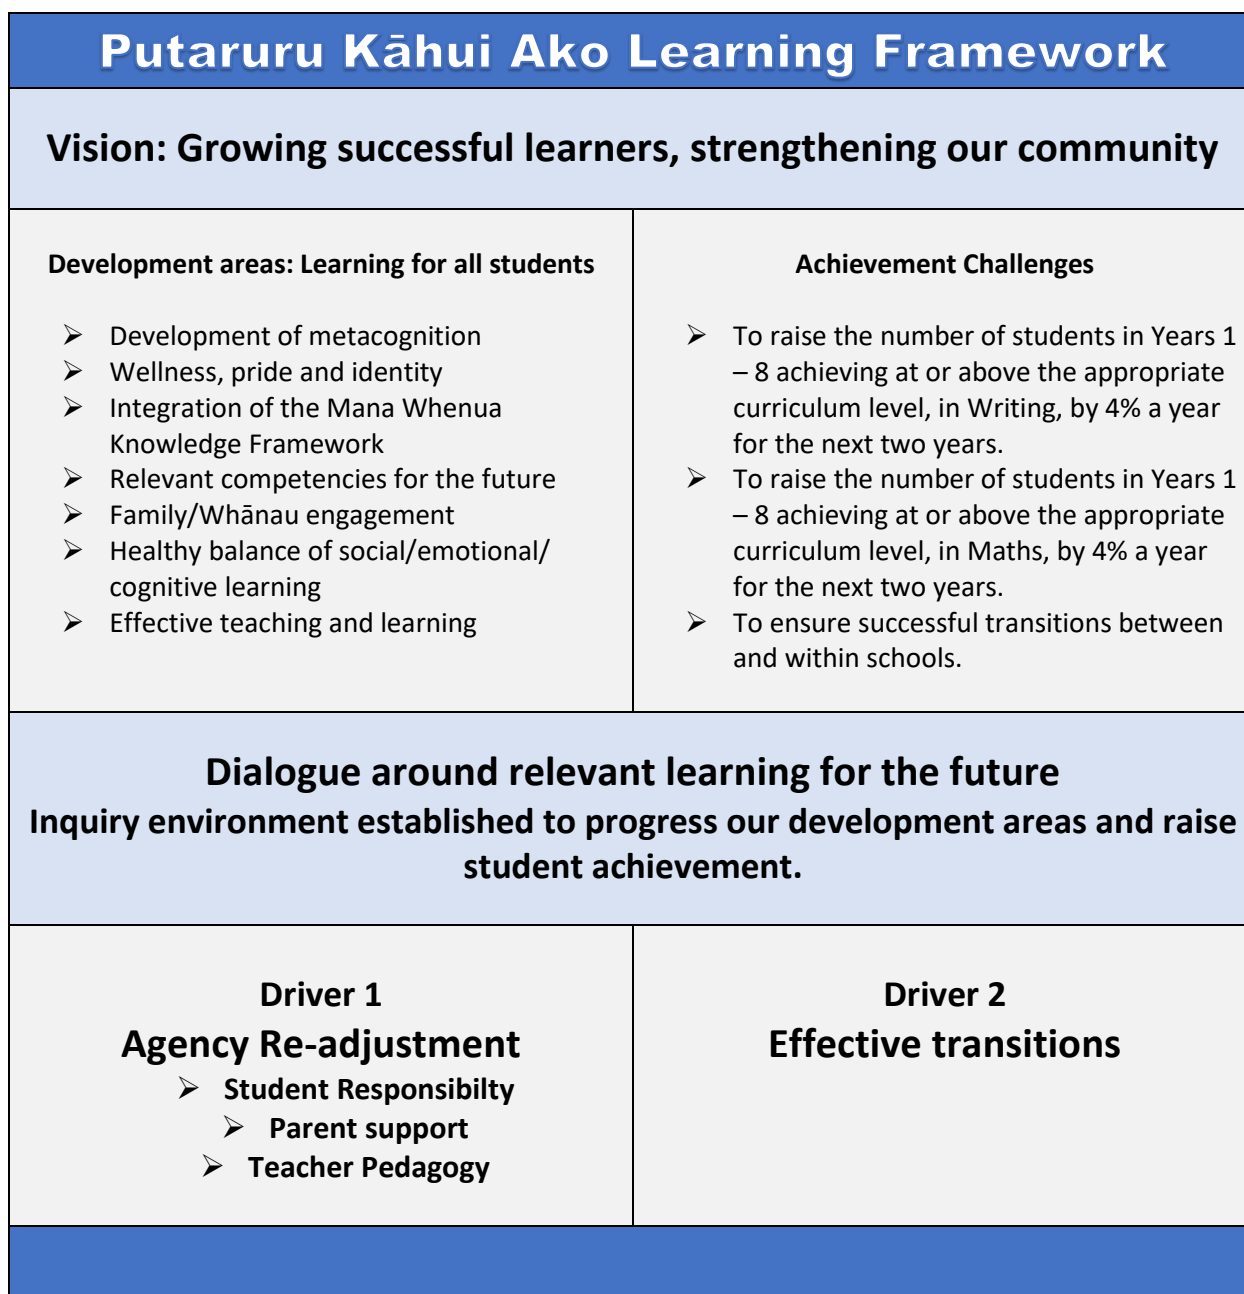 Putaruru Kāhui Ako Learning Framework
Vision: Growing successful learners, strengthening our community
Development areas: Learning for all students
➢ Development of metacognition
➢ Wellness, pride and identity
➢ Integration of the Mana Whenua
Knowledge Framework
➢ Relevant competencies for the future
➢ Family/Whānau engagement
➢ Healthy balance of social/emotional/
cognitive learning
➢ Effective teaching and learning
Achievement Challenges
➢ To raise the number of students in Years 1
– 8 achieving at or above the appropriate
curriculum level, in Writing, by 4% a year
for the next two years.
➢ To raise the number of students in Years 1
– 8 achieving at or above the appropriate
curriculum level, in Maths, by 4% a year
for the next two years.
➢ To ensure successful transitions between
and within schools.
Dialogue around relevant learning for the future
Inquiry environment established to progress our development areas and raise
student achievement.
Driver 1
Agency Re-adjustment
➢ Student Responsibilty
➢ Parent support
➢ Teacher Pedagogy
Driver 2
Effective transitions